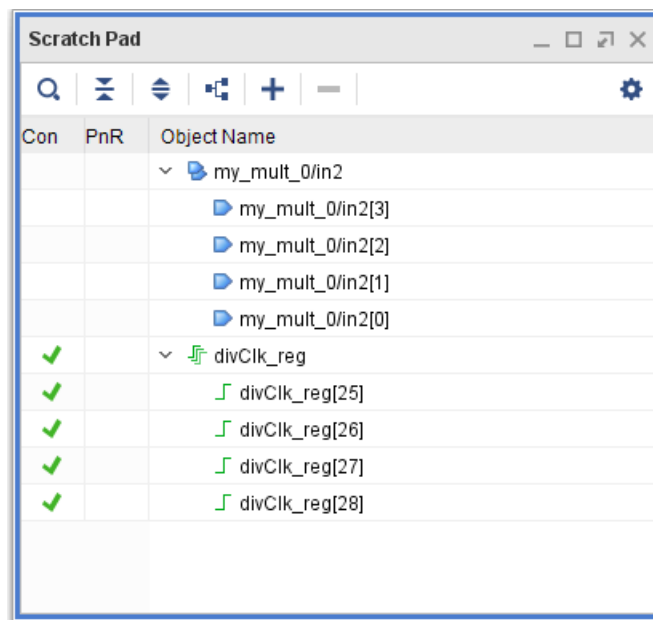 Scratch Pad
Con PnR Object Name
my_mult_0/in2
my_mult_0/in2[3]
my_mult_0/in2[2]
my_mult_0/in2[1]
my_mult_0/in2[0]
divClk_reg
divClk_reg[25]
divClk_reg[26]
divClk_reg[27]
divClk_reg[28]